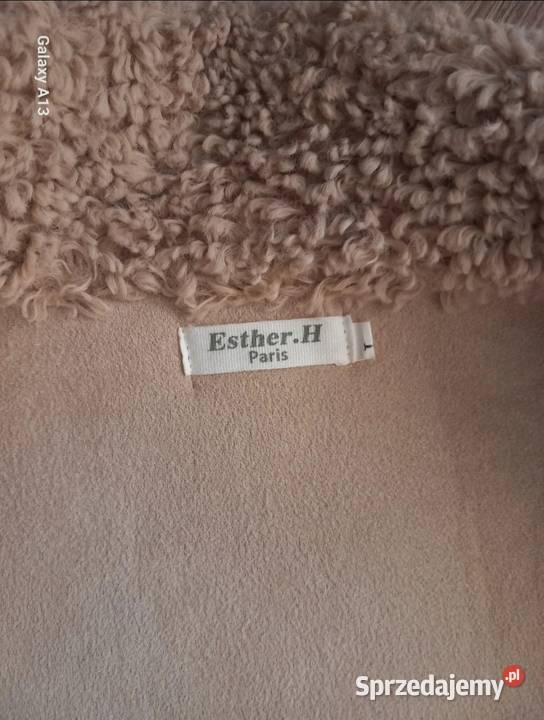 Galaxy A13
Esther.H
Paris
Sprzedajemy.pl